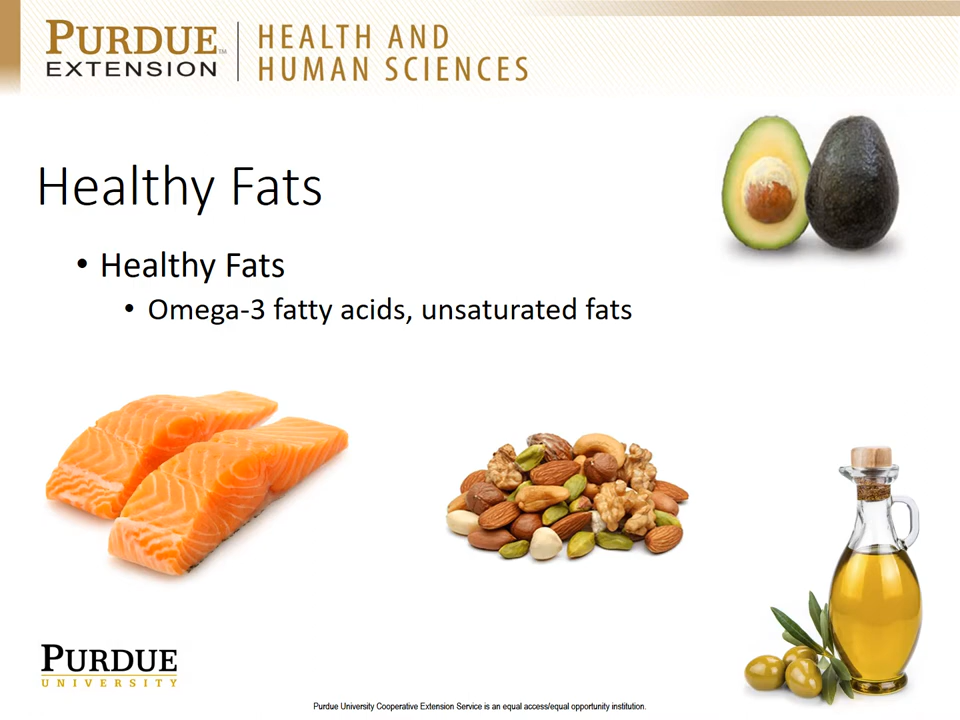 PURDUE™
EXTENSION
HEALTH AND
HUMAN SCIENCES
Healthy Fats
• Healthy Fats
• Omega-3 fatty acids, unsaturated fats
PURDUE
UNIVERSITY
Purdue University Cooperative Extension Service is an equal access/equal opportunity institution.